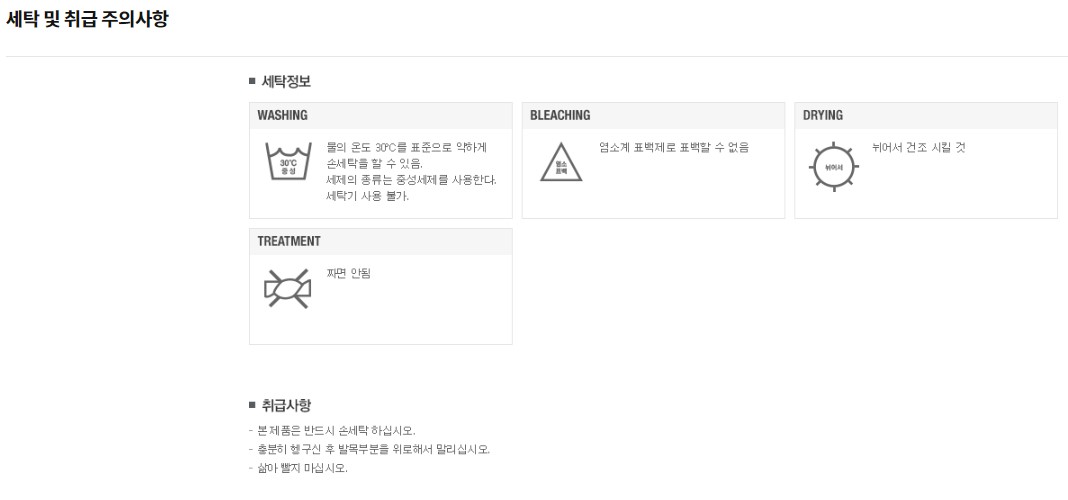 세탁 및 취급 주의사항
■ 세탁정보
WASHING
30℃
중성
물의 온도 30℃를 표준으로 약하게
손세탁을 할 수 있음.
세제의 종류는 중성세제를 사용한다.
세탁기 사용 불가.
BLEACHING
염소
표백
염소계 표백제로 표백할 수 없음
DRYING
뉘어서
뉘어서 건조 시킬 것
TREATMENT
짜면 안됨
■ 취급사항
- 본 제품은 반드시 손세탁 하십시오.
- 충분히 헹구신 후 발목부분을 위로해서 말리십시오.
- 삶아 빨지 마십시오.